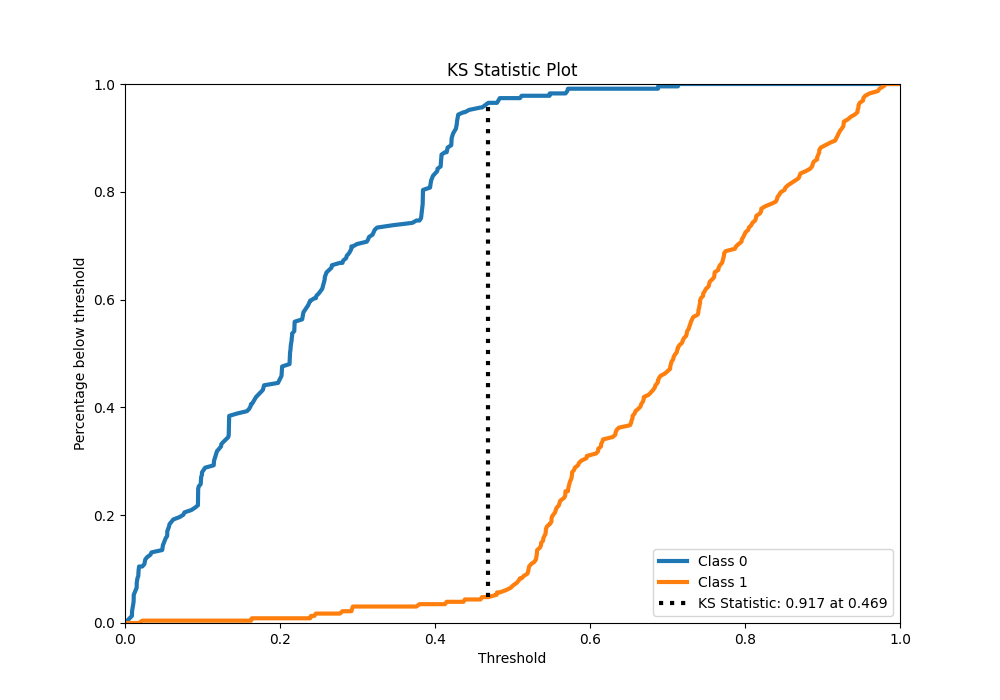 KS Statistic Plot
1.0
0.8
0.6
0.4
0.2
0.0
Percentage below threshold
0.0 0.2 0.4 0.6 0.8 1.0
Threshold
Class 0
Class 1
KS Statistic: 0.917 at 0.469